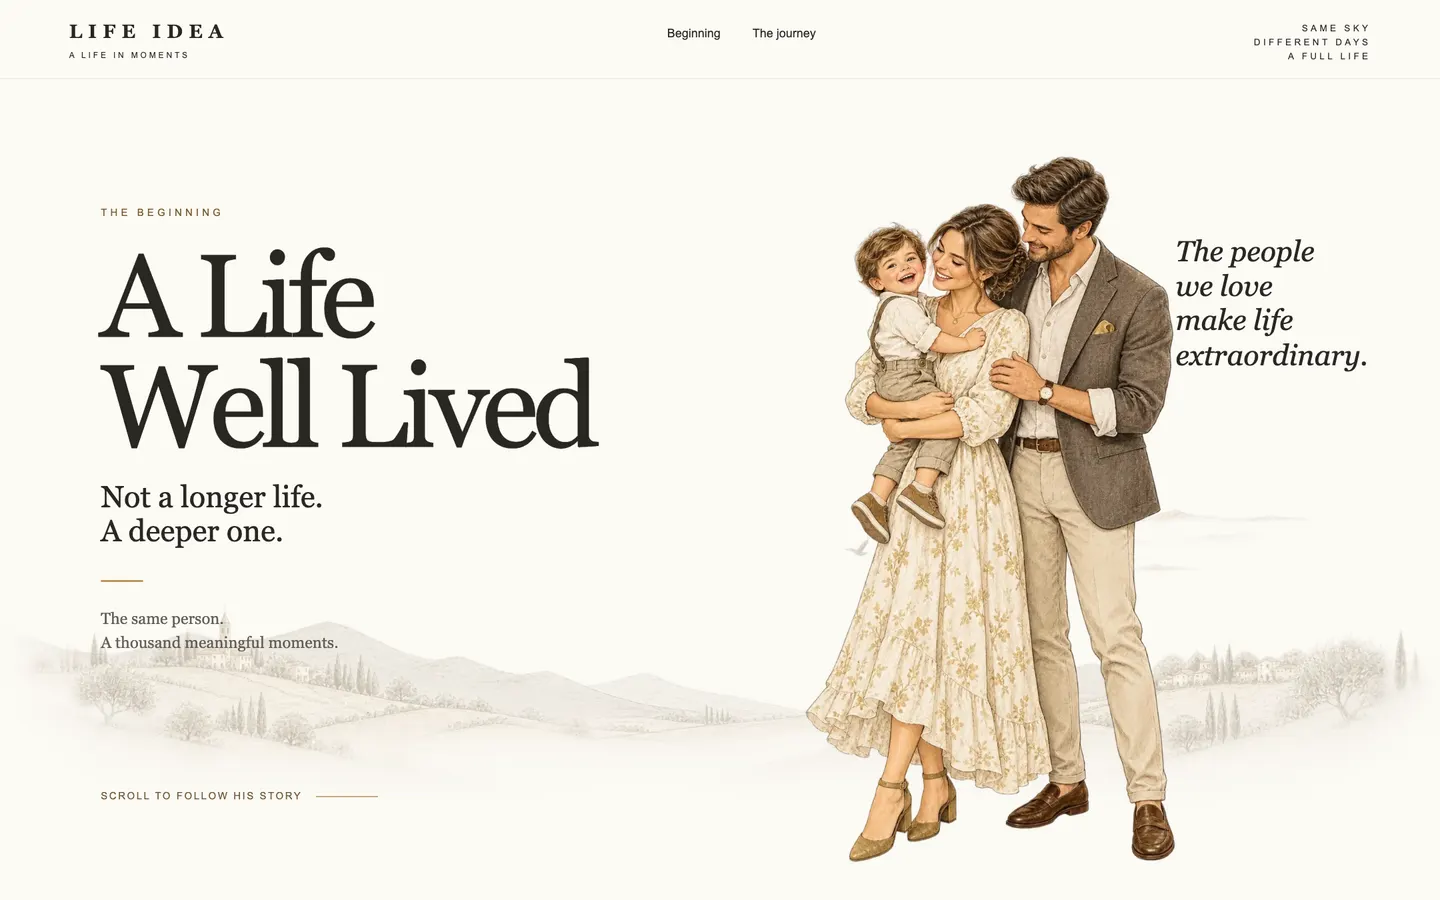 LIFE IDEA
A LIFE IN MOMENTS
Beginning
The journey
SAME SKY
DIFFERENT DAYS
A FULL LIFE
THE BEGINNING
A Life
Well Lived
Not a longer life.
A deeper one.
The same person.
A thousand meaningful moments.
SCROLL TO FOLLOW HIS STORY
The people
we love
make life
extraordinary.